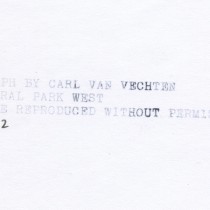 PH BY CARL VAN VECHTEN
RAL PARK WEST
E REPRODUCED WITHOUT PERMI
2